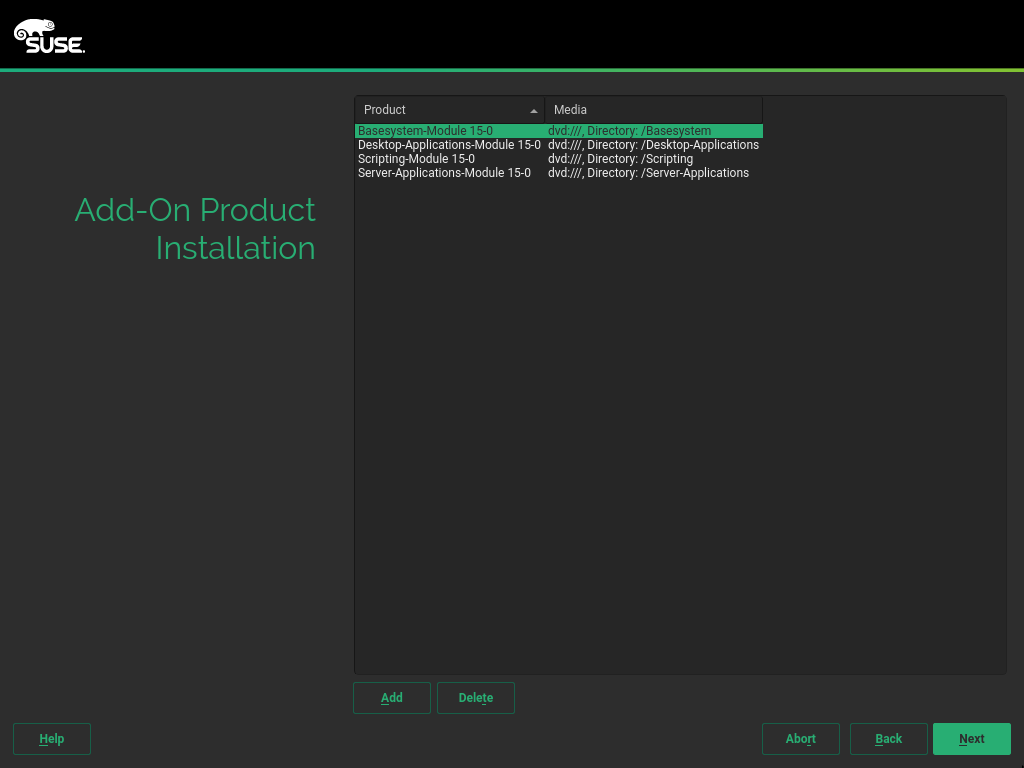 SUSE.
Add-On Product
Installation
Product Media
Basesystem-Module 15-0 dvd:///, Directory: /Basesystem
Desktop-Applications-Module 15-0 dvd:///, Directory: /Desktop-Applications
Scripting-Module 15-0 dvd:///, Directory: /Scripting
Server-Applications-Module 15-0 dvd:///, Directory: /Server-Applications
Add Delete
Help Abort Back Next